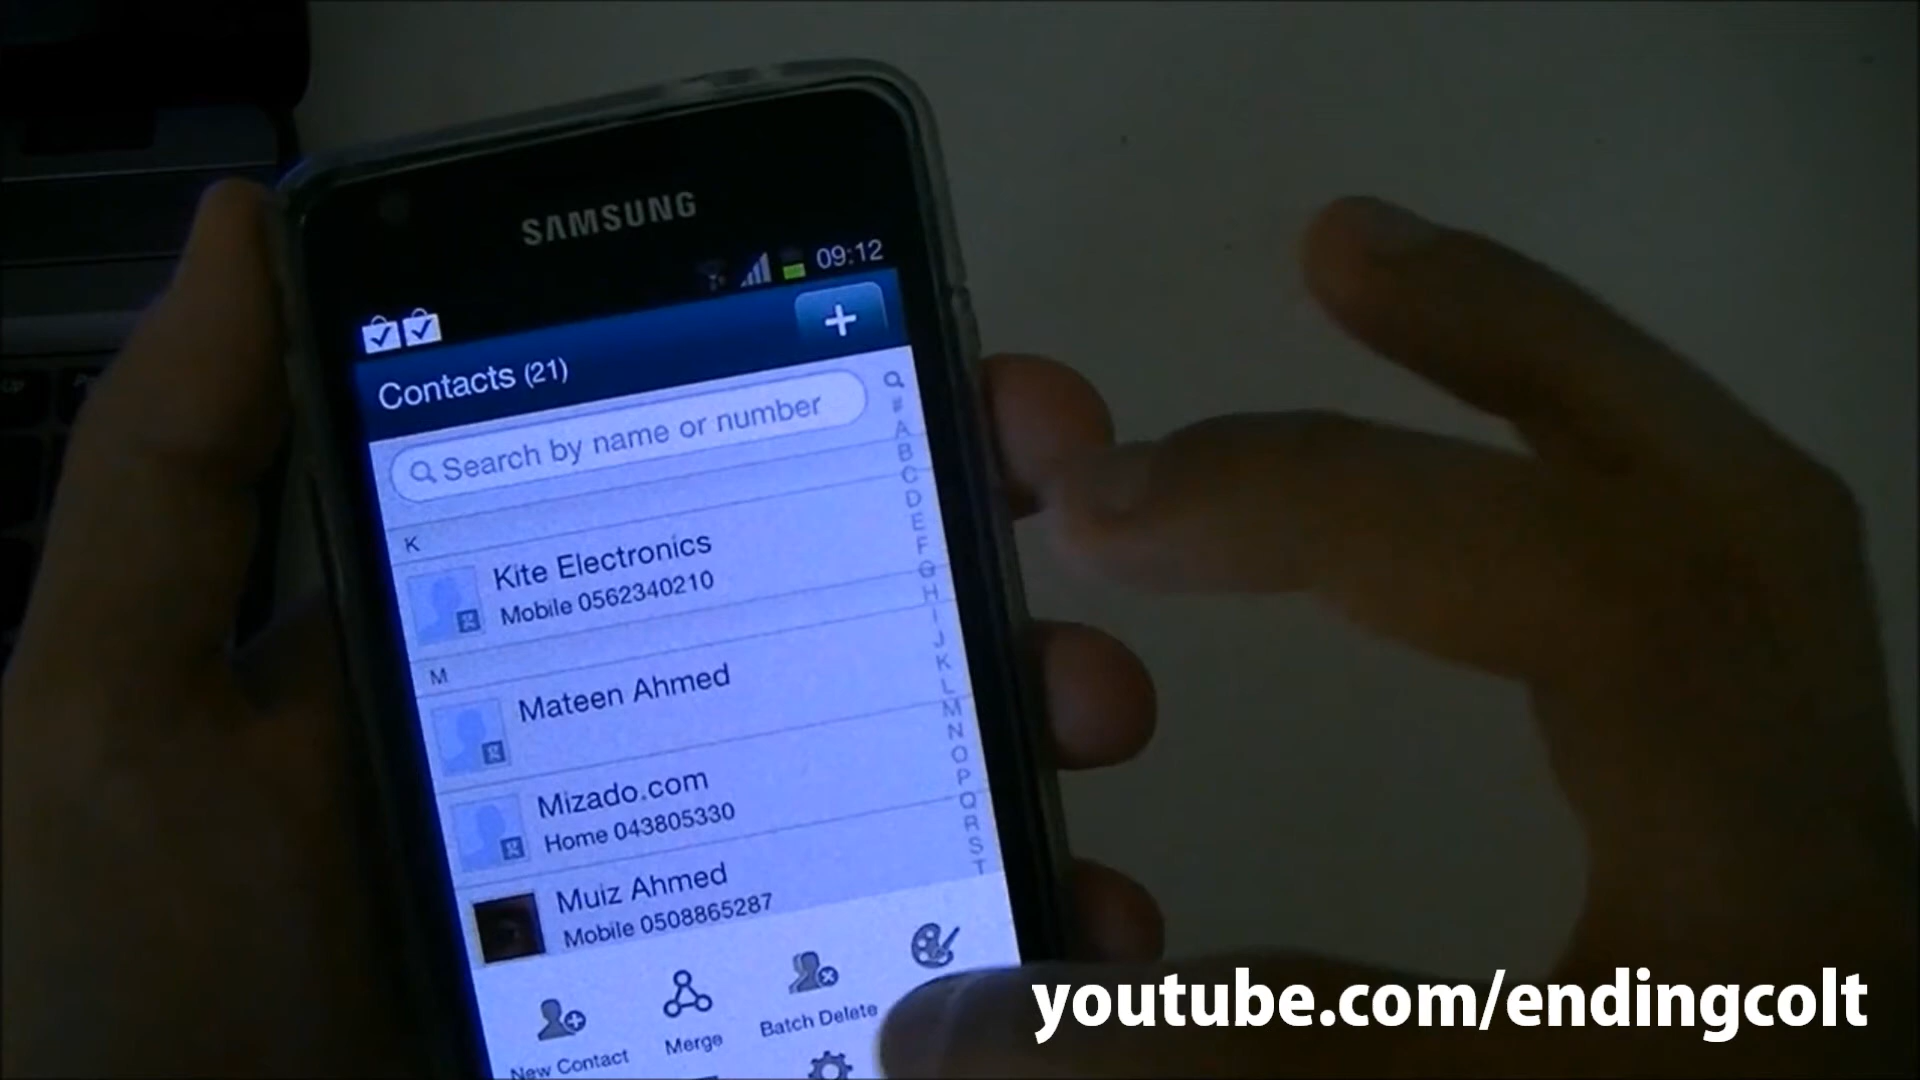 SAMSUNG
09:12
Contacts (21)
+
Search by name or number
#
A
B
C
D
E
F
G
H
I
J
K
L
M
N
O
P
Q
R
S
T
K
Kite Electronics
Mobile 0562340210
M
Mateen Ahmed
Mizado.com
Home 043805330
Muiz Ahmed
Mobile 0508865287
New Contact
Merge
Batch Delete
youtube.com/endingcolt